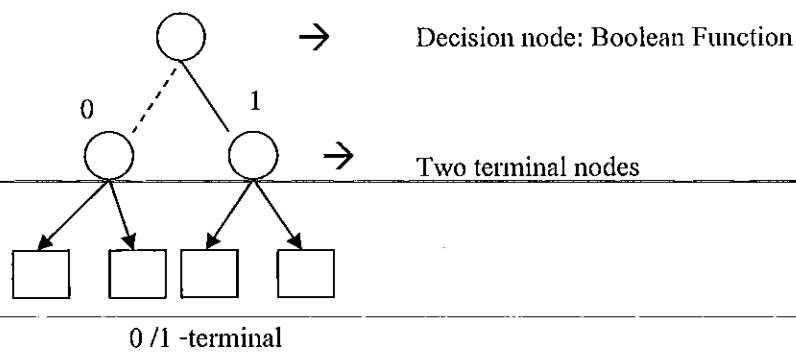 → Decision node: Boolean Function
0 1
→ Two terminal nodes
0 /1 -terminal